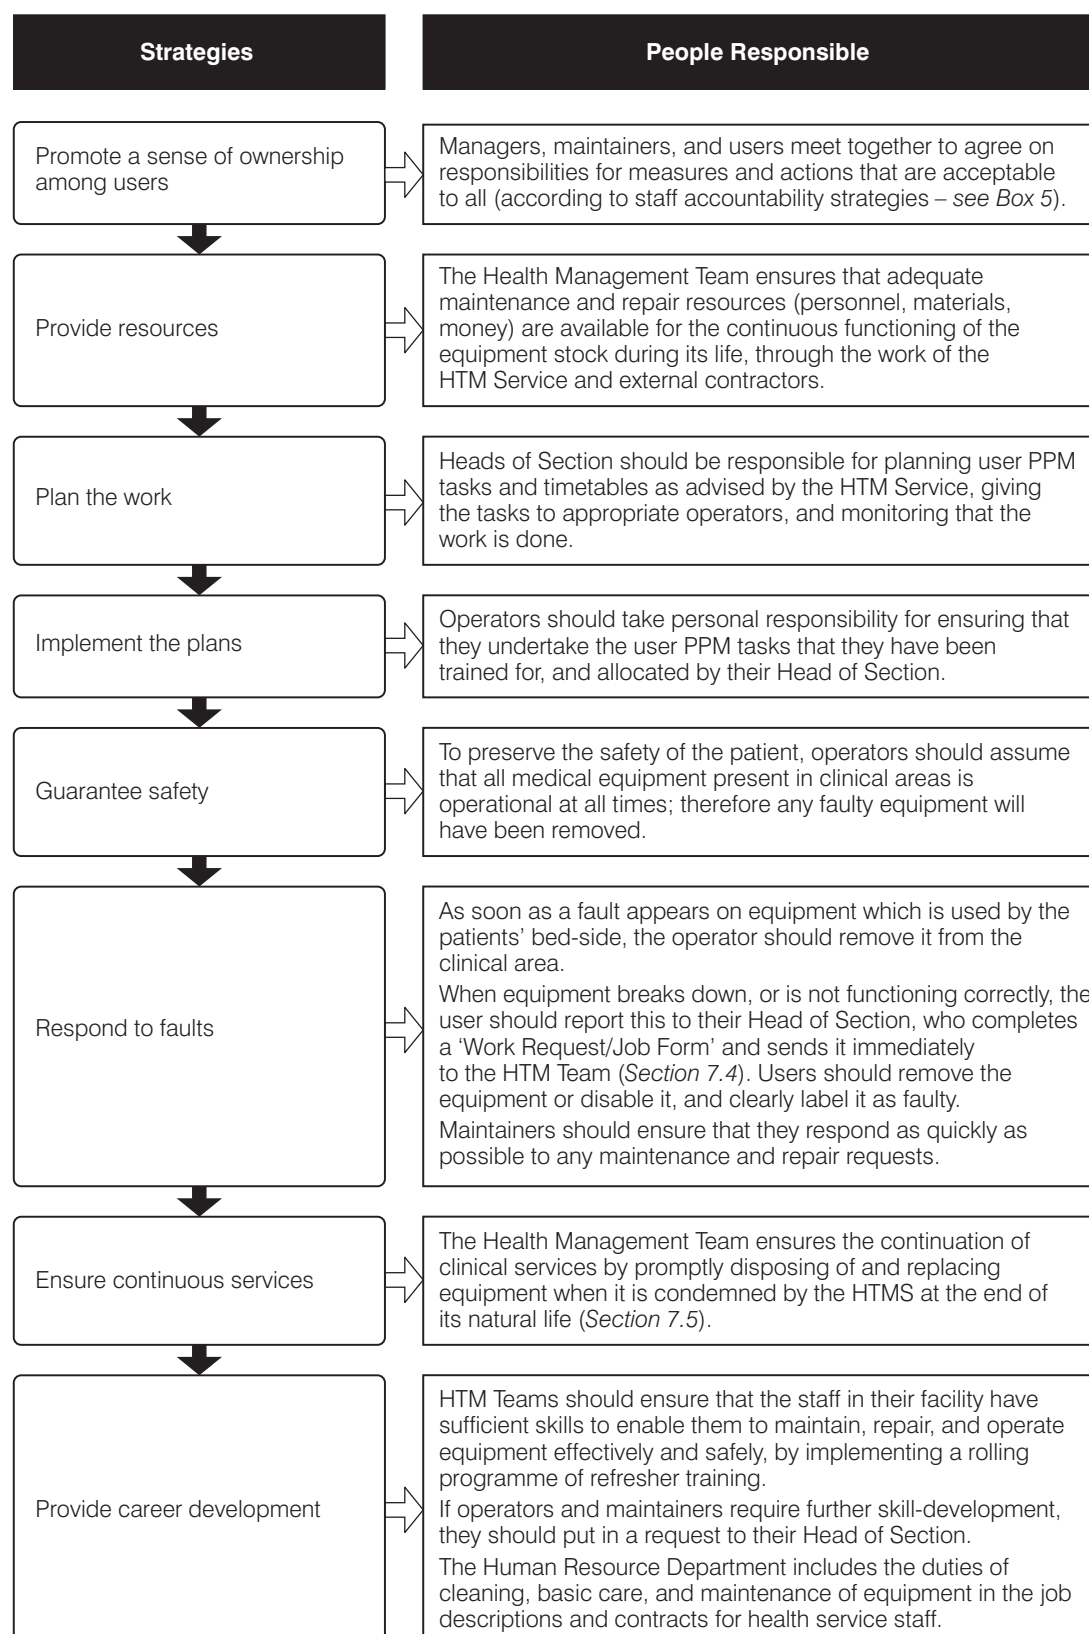 Strategies
People Responsible
Promote a sense of ownership
among users
Managers, maintainers, and users meet together to agree on
responsibilities for measures and actions that are acceptable
to all (according to staff accountability strategies – see Box 5).
Provide resources
The Health Management Team ensures that adequate
maintenance and repair resources (personnel, materials,
money) are available for the continuous functioning of the
equipment stock during its life, through the work of the
HTM Service and external contractors.
Plan the work
Heads of Section should be responsible for planning user PPM
tasks and timetables as advised by the HTM Service, giving
the tasks to appropriate operators, and monitoring that the
work is done.
Implement the plans
Operators should take personal responsibility for ensuring that
they undertake the user PPM tasks that they have been
trained for, and allocated by their Head of Section.
Guarantee safety
To preserve the safety of the patient, operators should assume
that all medical equipment present in clinical areas is
operational at all times; therefore any faulty equipment will
have been removed.
Respond to faults
As soon as a fault appears on equipment which is used by the
patients' bed-side, the operator should remove it from the
clinical area.
When equipment breaks down, or is not functioning correctly, the
user should report this to their Head of Section, who completes
a 'Work Request/Job Form' and sends it immediately
to the HTM Team (Section 7.4). Users should remove the
equipment or disable it, and clearly label it as faulty.
Maintainers should ensure that they respond as quickly as
possible to any maintenance and repair requests.
Ensure continuous services
The Health Management Team ensures the continuation of
clinical services by promptly disposing of and replacing
equipment when it is condemned by the HTMS at the end of
its natural life (Section 7.5).
Provide career development
HTM Teams should ensure that the staff in their facility have
sufficient skills to enable them to maintain, repair, and operate
equipment effectively and safely, by implementing a rolling
programme of refresher training.
If operators and maintainers require further skill-development,
they should put in a request to their Head of Section.
The Human Resource Department includes the duties of
cleaning, basic care, and maintenance of equipment in the job
descriptions and contracts for health service staff.